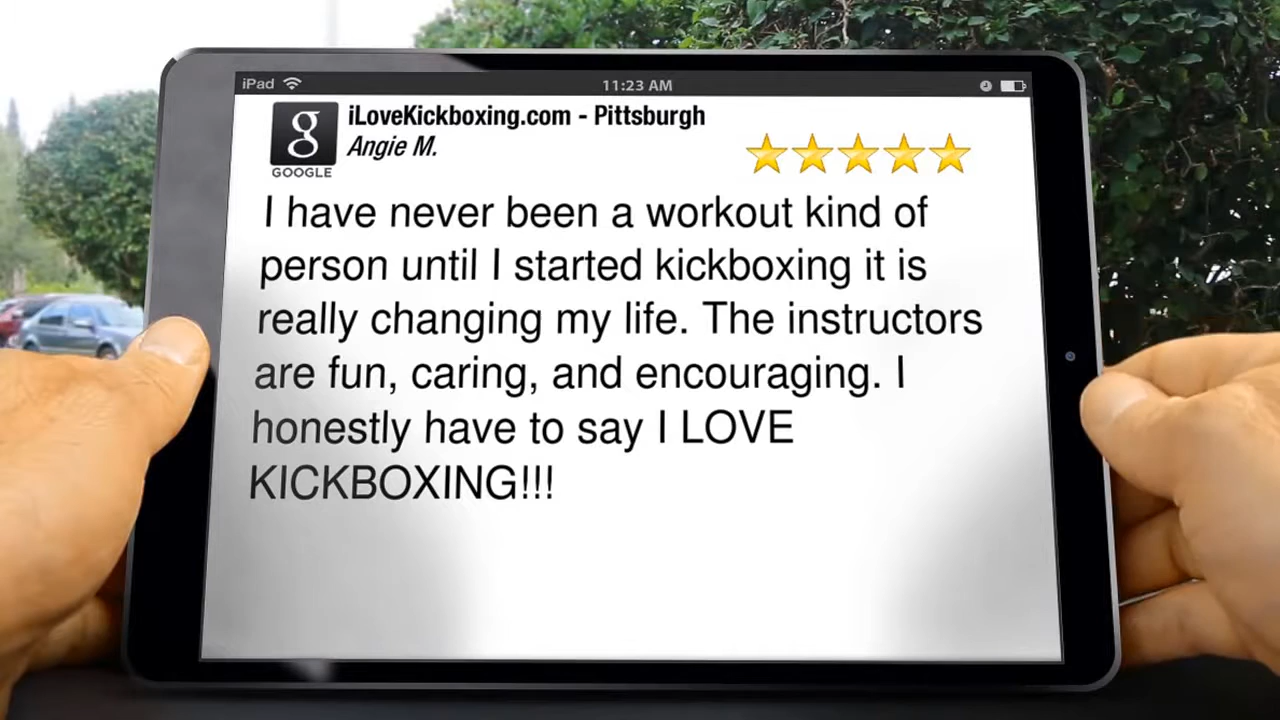 iPad 11:23 AM
g iLoveKickboxing.com - Pittsburgh
Angie M.
GOOGLE
I have never been a workout kind of
person until I started kickboxing it is
really changing my life. The instructors
are fun, caring, and encouraging. I
honestly have to say I LOVE
KICKBOXING!!!